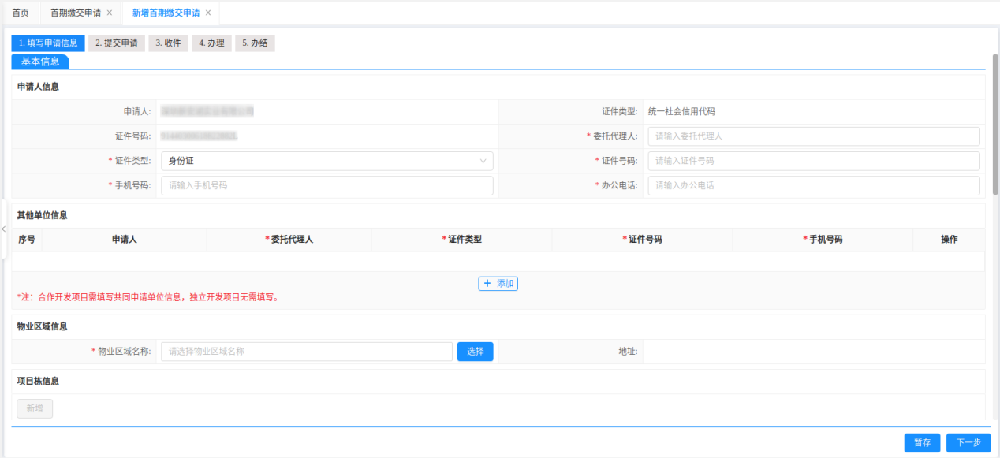 首页 首期缴交申请 × 新增首期缴交申请 ×
1. 填写申请信息 2. 提交申请 3. 收件 4. 办理 5. 办结
基本信息
申请人信息
申请人: 证件类型: 统一社会信用代码
证件号码: * 委托代理人: 请输入委托代理人
* 证件类型: 身份证 * 证件号码: 请输入证件号码
* 手机号码: 请输入手机号码 * 办公电话: 请输入办公电话
其他单位信息
序号 申请人 *委托代理人 *证件类型 *证件号码 *手机号码 操作
+ 添加
*注：合作开发项目需填写共同申请单位信息，独立开发项目无需填写。
物业区域信息
* 物业区域名称: 请选择物业区域名称 选择 地址:
项目栋信息
新增
暂存 下一步